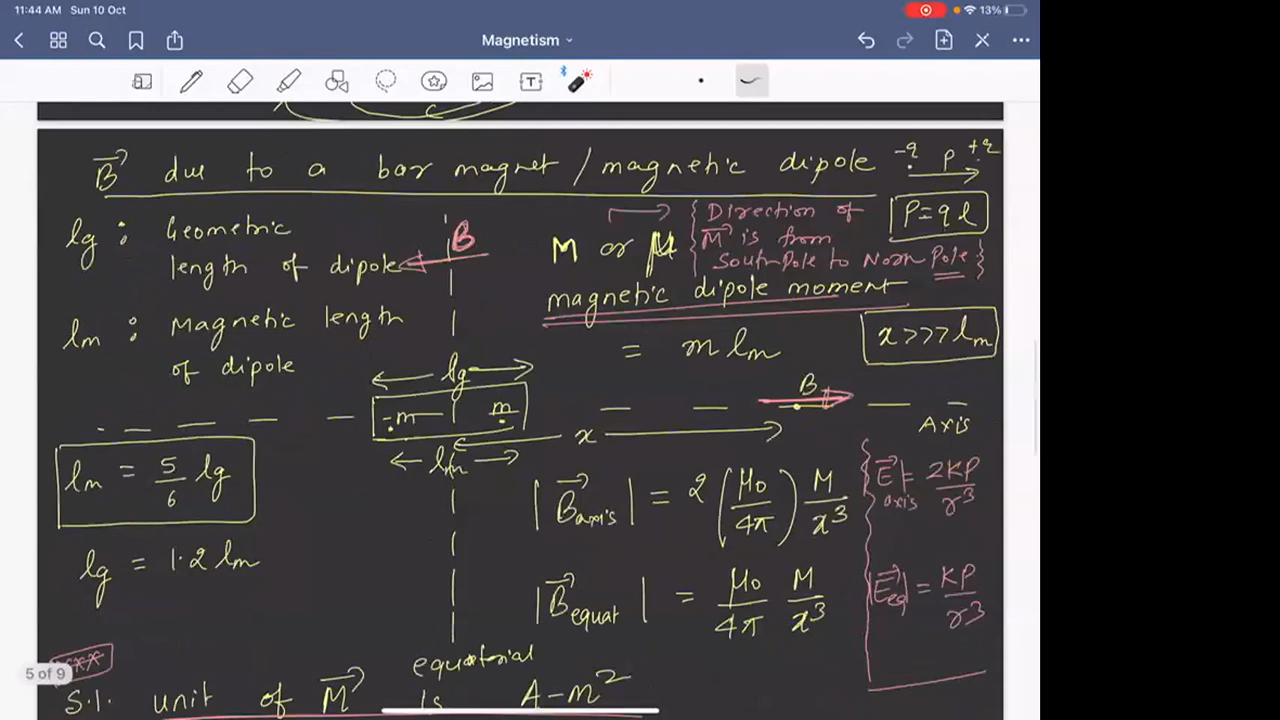 11:44 AM Sun 10 Oct
13%
Magnetism
B⃗ due to a bar magnet / magnetic dipole
-q p +q
P = q l
lg : Geometric length of dipole
B
M or μ
{ Direction of M⃗ is from South Pole to North Pole }
magnetic dipole moment
= m lm
x >>> lm
lm : Magnetic length of dipole
lg
-m m
lm
x
B
Axis
lm = 5/6 lg
lg = 1.2 lm
|B⃗axis| = 2 (μ0/4π) M/x³
|E⃗|axis = 2KP/r³
|B⃗equat| = μ0/4π M/x³
|E⃗eq| = KP/r³
equatorial
***
5 of 9
S.I. unit of M⃗ is A-m²